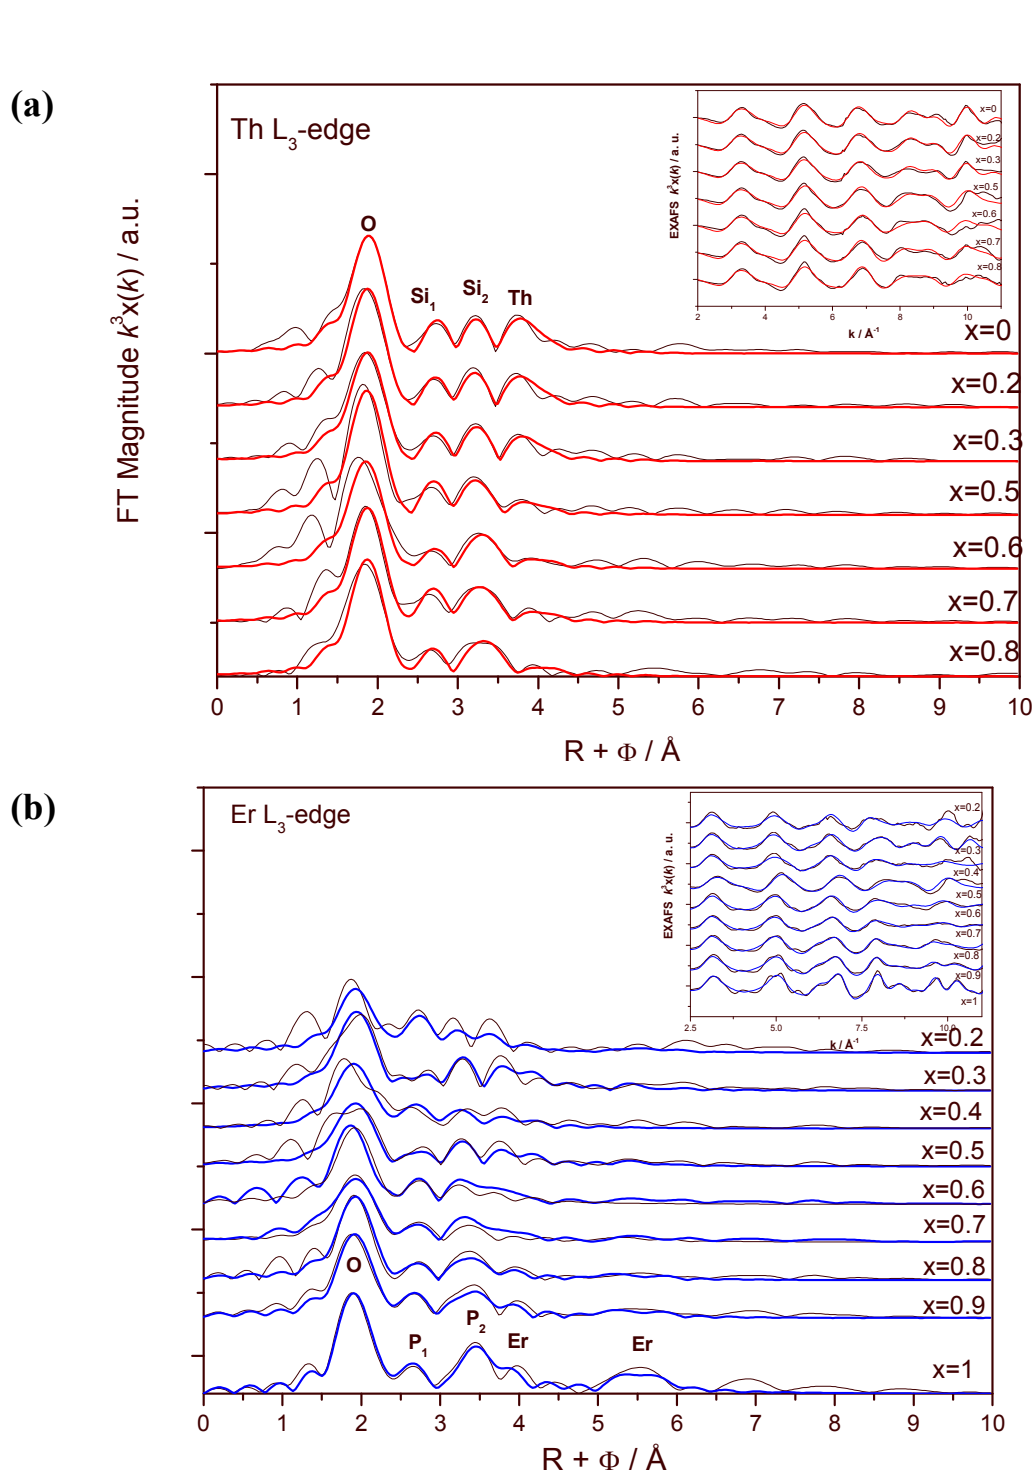 (a)
Th L₃-edge
FT Magnitude k³x(k) / a.u.
O
Si₁
Si₂
Th
x=0
x=0.2
x=0.3
x=0.5
x=0.6
x=0.7
x=0.8
0 1 2 3 4 5 6 7 8 9 10
R + Φ / Å
EXAFS k³x(k) / a. u.
x=0
x=0.2
x=0.3
x=0.5
x=0.6
x=0.7
x=0.8
2 4 6 8 10
k / Å⁻¹
(b)
Er L₃-edge
x=0.2
x=0.3
x=0.4
x=0.5
x=0.6
x=0.7
x=0.8
x=0.9
x=1
O
P₁
P₂
Er
Er
0 1 2 3 4 5 6 7 8 9 10
R + Φ / Å
EXAFS k³x(k) / a. u.
x=0.2
x=0.3
x=0.4
x=0.5
x=0.6
x=0.7
x=0.8
x=0.9
x=1
2.5 5.0 7.5 10.0
k / Å⁻¹